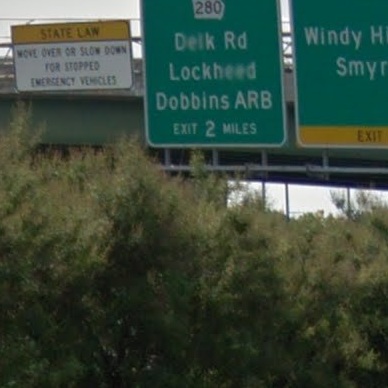 STATE LAW
MOVE OVER OR SLOW DOWN
FOR STOPPED
EMERGENCY VEHICLES
280
Delk Rd
Lockheed
Dobbins ARB
EXIT 2 MILES
Windy Hi
Smyr
EXIT